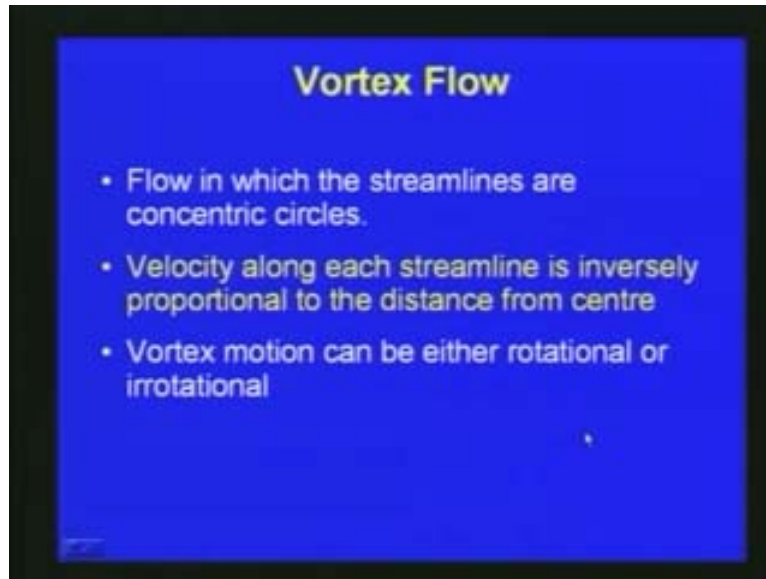 Vortex Flow
• Flow in which the streamlines are
concentric circles.
• Velocity along each streamline is inversely
proportional to the distance from centre
• Vortex motion can be either rotational or
irrotational